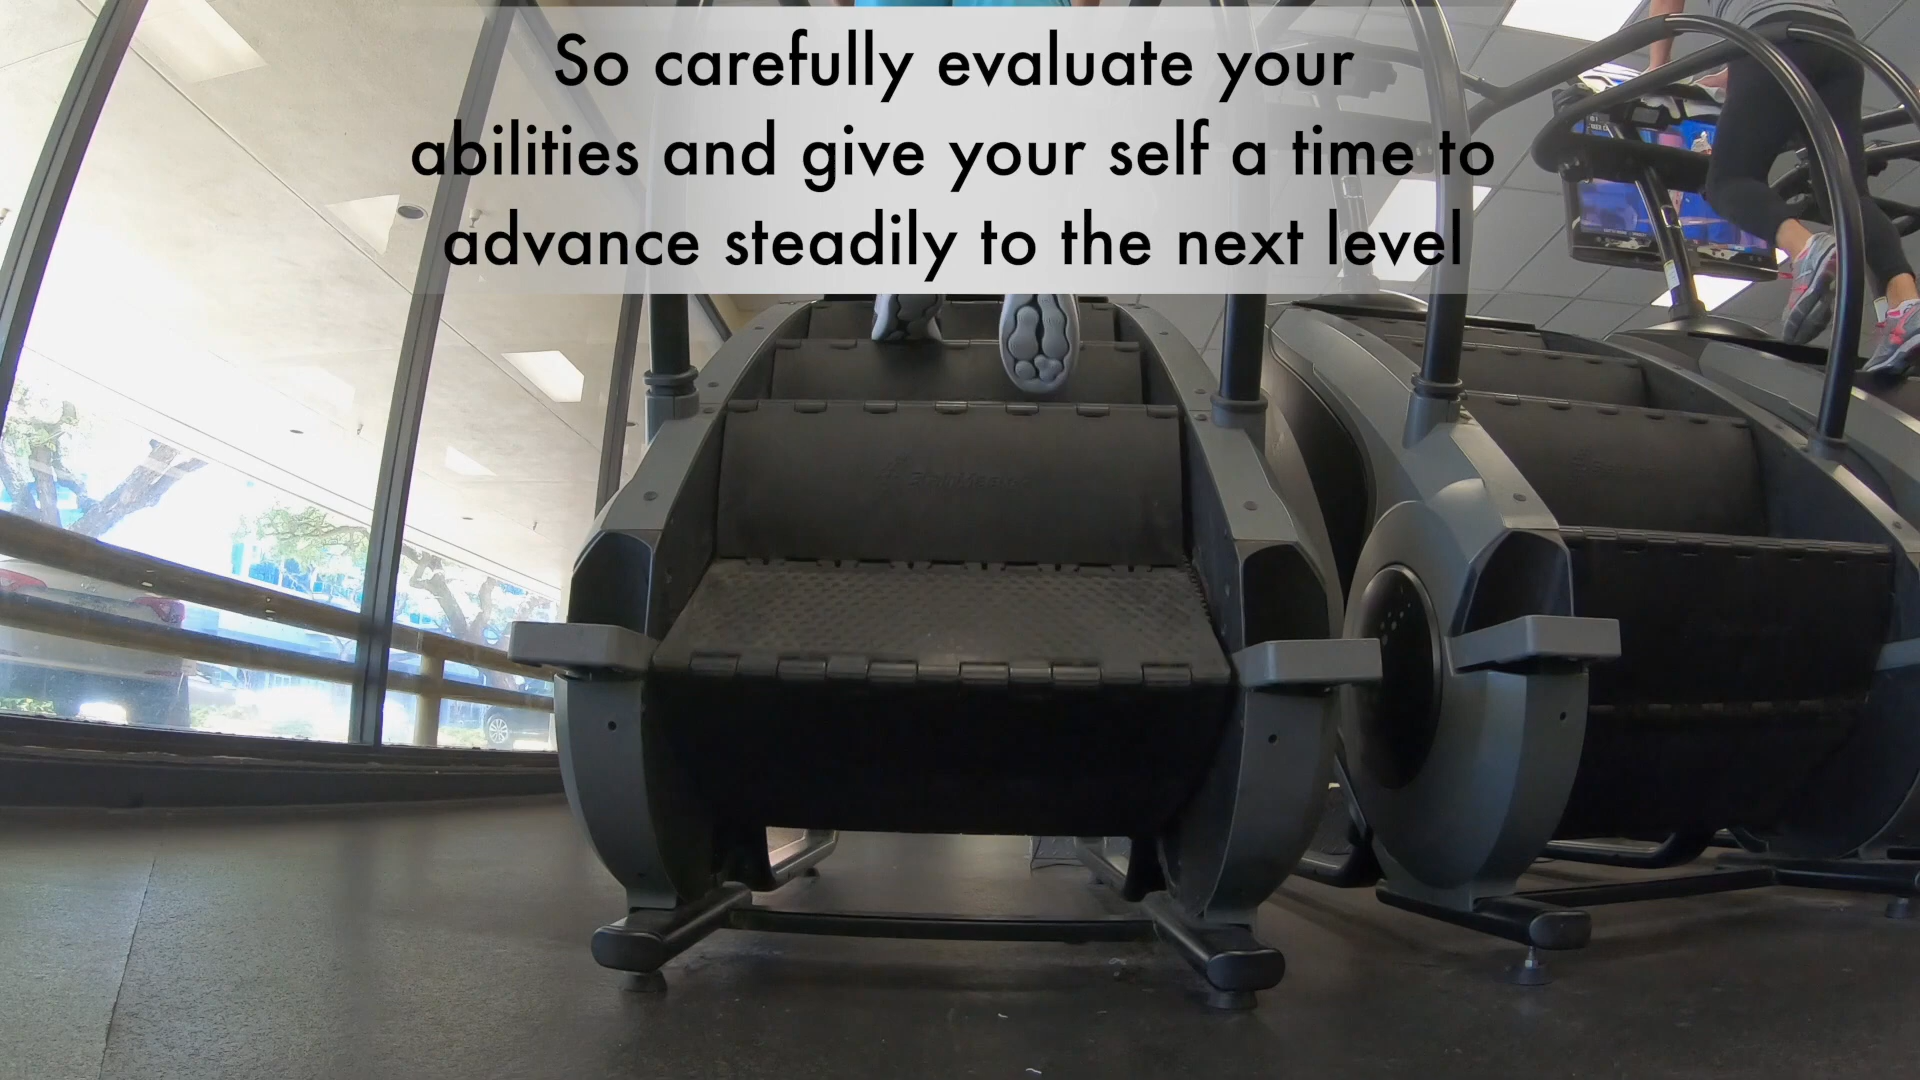 So carefully evaluate your
abilities and give your self a time to
advance steadily to the next level